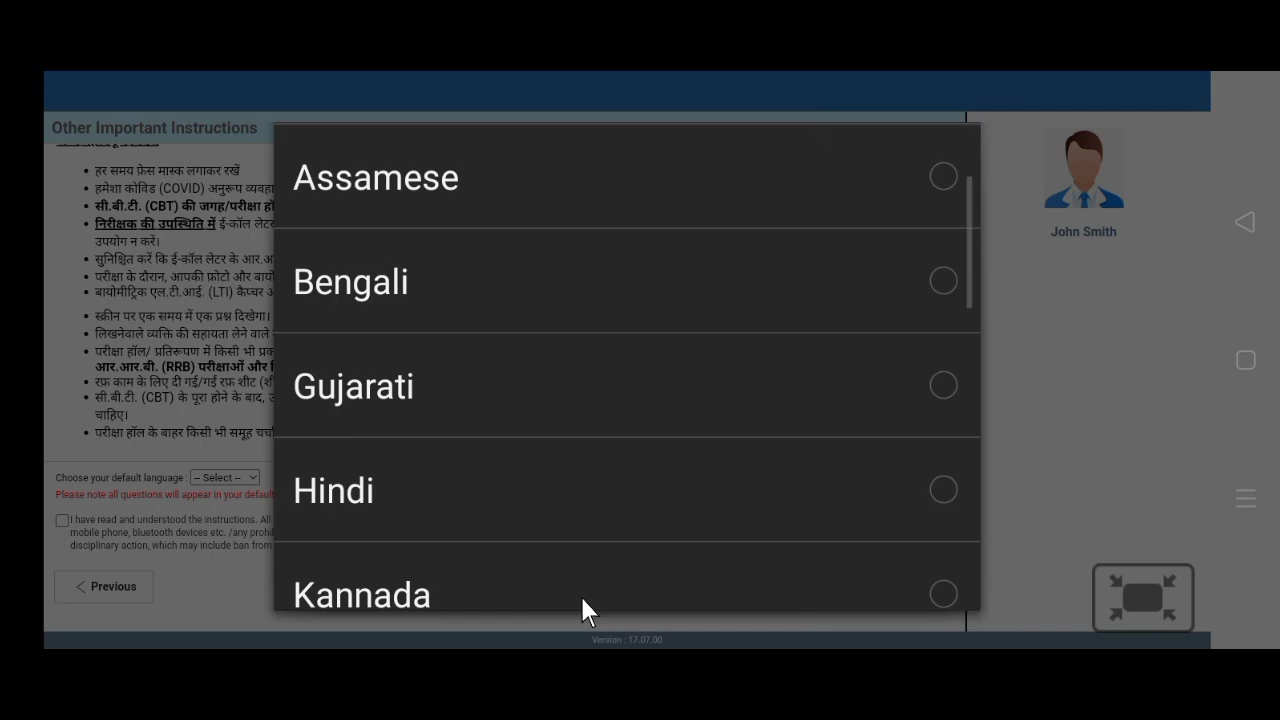 Other Important Instructions
हर समय फ़ेस मास्क लगाकर रखें
हमेशा कोविड (COVID) अनुरूप व्यवहा
सी.बी.टी. (CBT) की जगह/परीक्षा हॉ
निरीक्षक की उपस्थिति में ई-कॉल लेटर
उपयोग न करें।
सुनिश्चित करें कि ई-कॉल लेटर के आर.आ
परीक्षा के दौरान, आपकी फ़ोटो और बायो
बायोमीट्रिक एल.टी.आई. (LTI) कैप्चर अ
स्क्रीन पर एक समय में एक प्रश्न दिखेगा।
लिखनेवाले व्यक्ति की सहायता लेने वाले
परीक्षा हॉल/ प्रतिरूपण में किसी भी प्रक
आर.आर.बी. (RRB) परीक्षाओं और
रफ़ काम के लिए दी गई/गईं रफ़ शीट (शी
सी.बी.टी. (CBT) के पूरा होने के बाद,
चाहिए।
परीक्षा हॉल के बाहर किसी भी समूह चर्चा
Choose your default language : -- Select --
Please note all questions will appear in your default
I have read and understood the instructions. All
mobile phone, bluetooth devices etc. /any prohi
disciplinary action, which may include ban from
Previous
Assamese
Bengali
Gujarati
Hindi
Kannada
John Smith
Version : 17.07.00